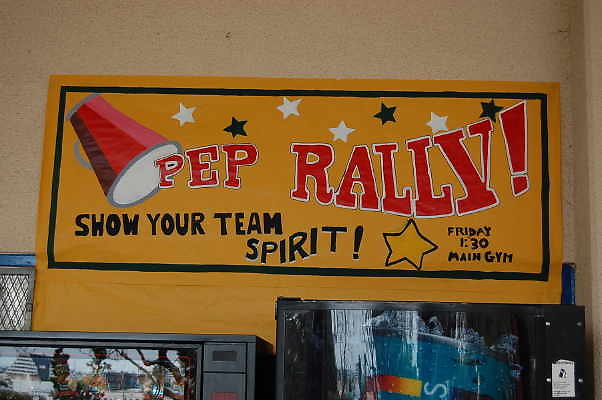 PEP RALLY!
SHOW YOUR TEAM
SPIRIT!
FRIDAY
1:30
MAIN GYM